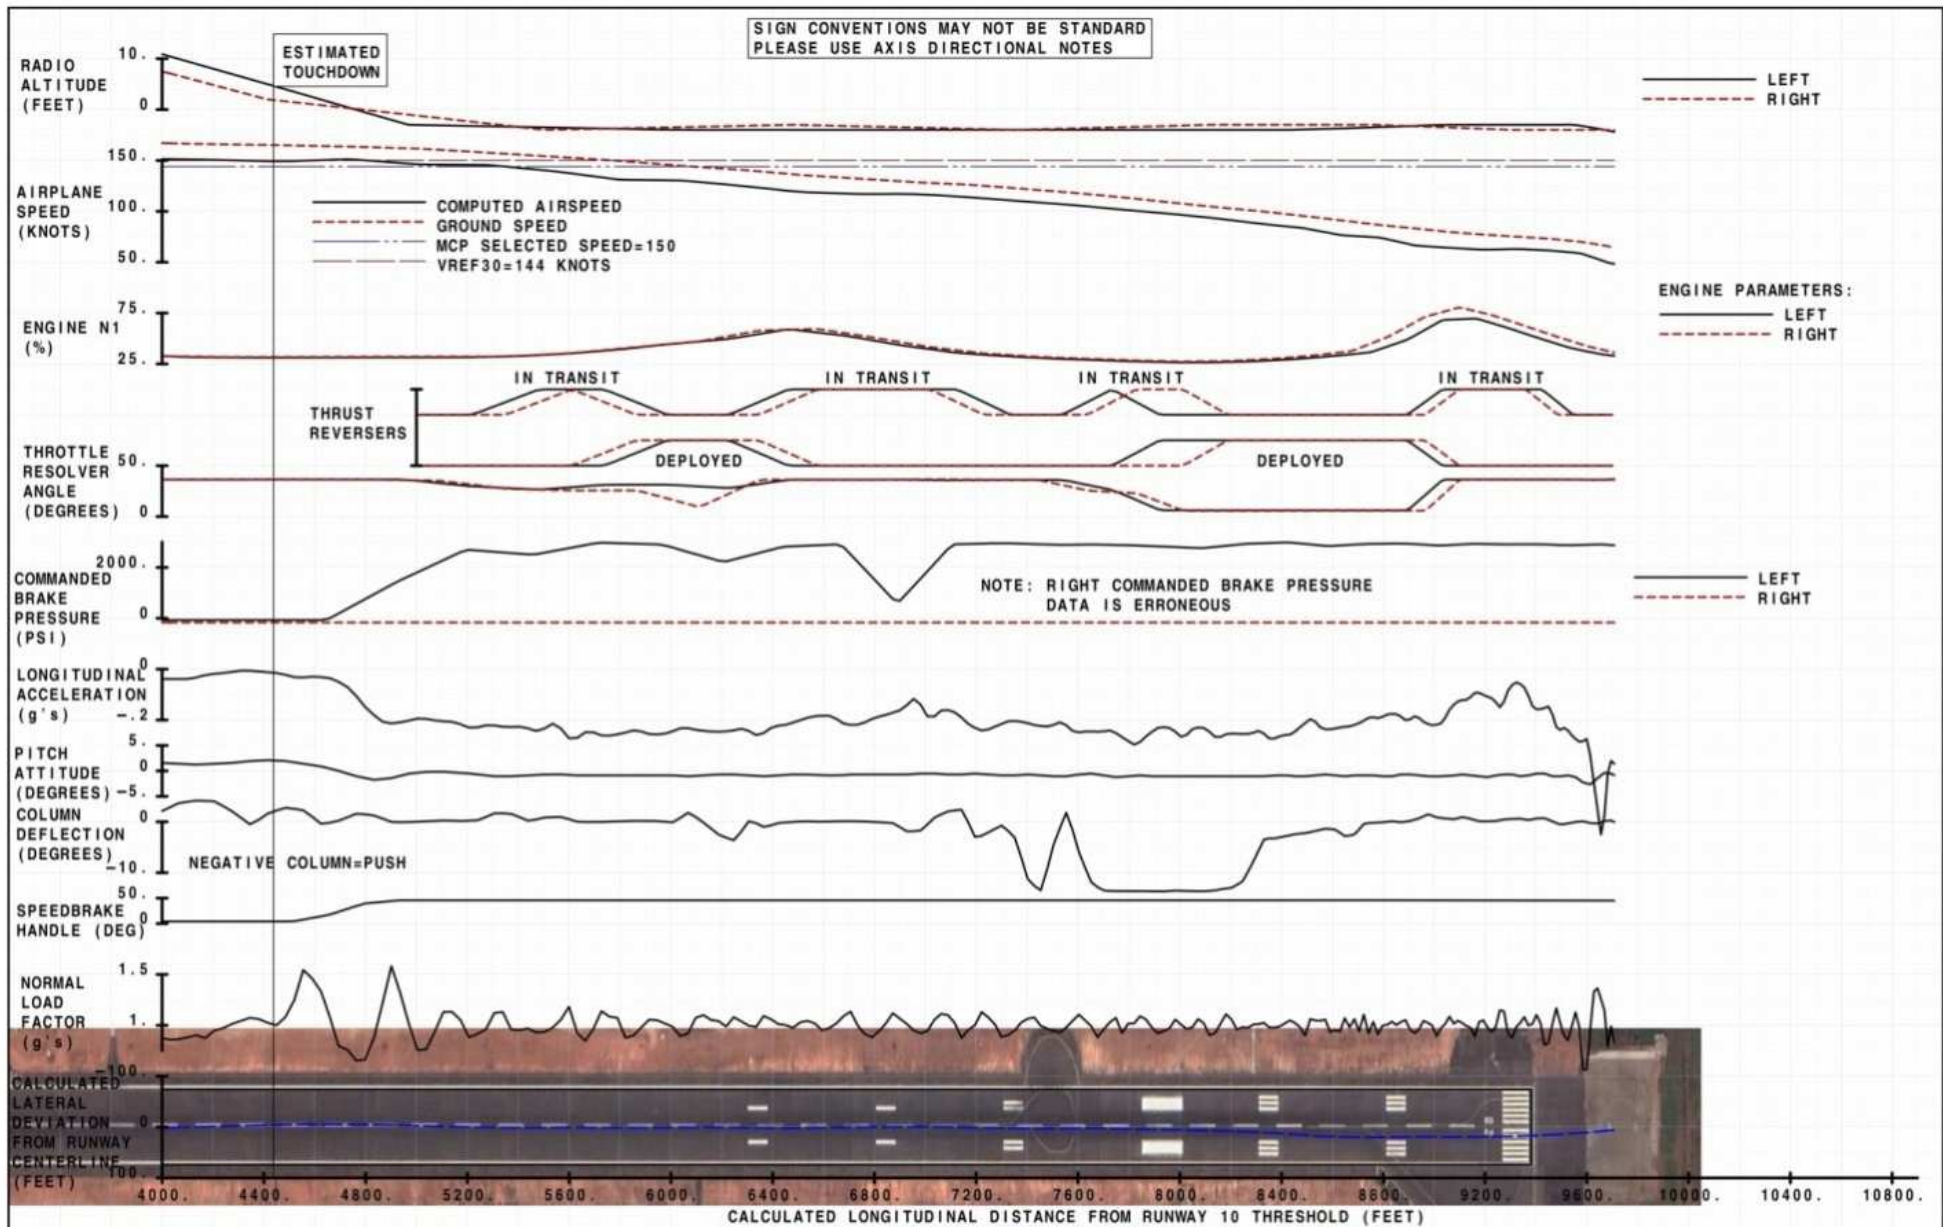 SIGN CONVENTIONS MAY NOT BE STANDARD
PLEASE USE AXIS DIRECTIONAL NOTES
ESTIMATED
TOUCHDOWN
RADIO
ALTITUDE
(FEET)
10.
0
LEFT
RIGHT
AIRPLANE
SPEED
(KNOTS)
150.
100.
50.
COMPUTED AIRSPEED
GROUND SPEED
MCP SELECTED SPEED=150
VREF30=144 KNOTS
ENGINE PARAMETERS:
LEFT
RIGHT
ENGINE N1
(%)
75.
25.
IN TRANSIT
IN TRANSIT
IN TRANSIT
IN TRANSIT
THRUST
REVERSERS
DEPLOYED
DEPLOYED
THROTTLE
RESOLVER
ANGLE
(DEGREES)
50.
0
COMMANDED
BRAKE
PRESSURE
(PSI)
2000.
0
NOTE: RIGHT COMMANDED BRAKE PRESSURE
DATA IS ERRONEOUS
LEFT
RIGHT
LONGITUDINAL
ACCELERATION
(g's)
0
-.2
PITCH
ATTITUDE
(DEGREES)
5.
0
-5.
COLUMN
DEFLECTION
(DEGREES)
0
-10.
NEGATIVE COLUMN=PUSH
SPEEDBRAKE
HANDLE (DEG)
50.
0
NORMAL
LOAD
FACTOR
(g's)
1.5
1.
CALCULATED
LATERAL
DEVIATION
FROM RUNWAY
CENTERLINE
(FEET)
-100.
0
100.
4000. 4400. 4800. 5200. 5600. 6000. 6400. 6800. 7200. 7600. 8000. 8400. 8800. 9200. 9600. 10000. 10400. 10800.
CALCULATED LONGITUDINAL DISTANCE FROM RUNWAY 10 THRESHOLD (FEET)